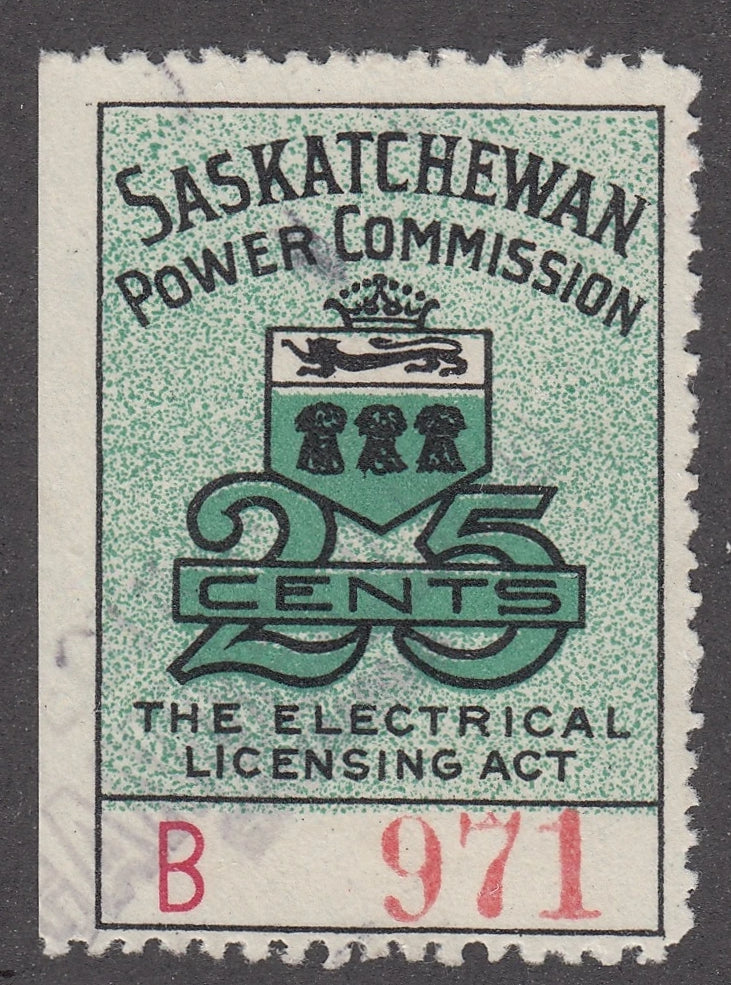 SASKATCHEWAN
POWER COMMISSION
25
CENTS
THE ELECTRICAL
LICENSING ACT
B 971